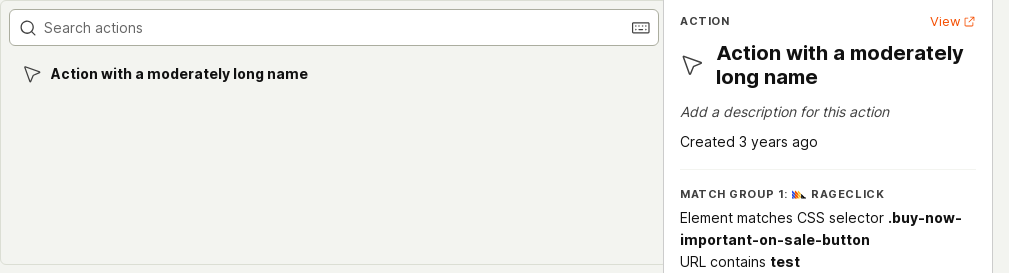 Search actions
Action with a moderately long name
ACTION
View
Action with a moderately
long name
Add a description for this action
Created 3 years ago
MATCH GROUP 1: RAGECLICK
Element matches CSS selector .buy-now-
important-on-sale-button
URL contains test